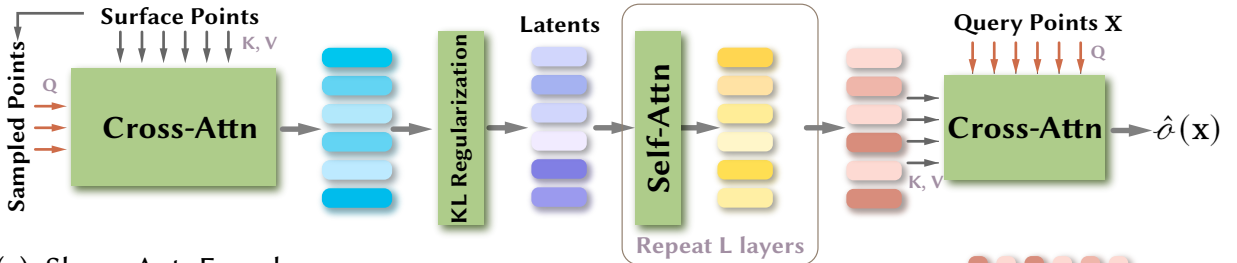 Surface Points
K, V
Sampled Points
Q
Cross-Attn
KL Regularization
Latents
Self-Attn
Repeat L layers
Query Points X
Q
Cross-Attn
K, V
σ̂(x)